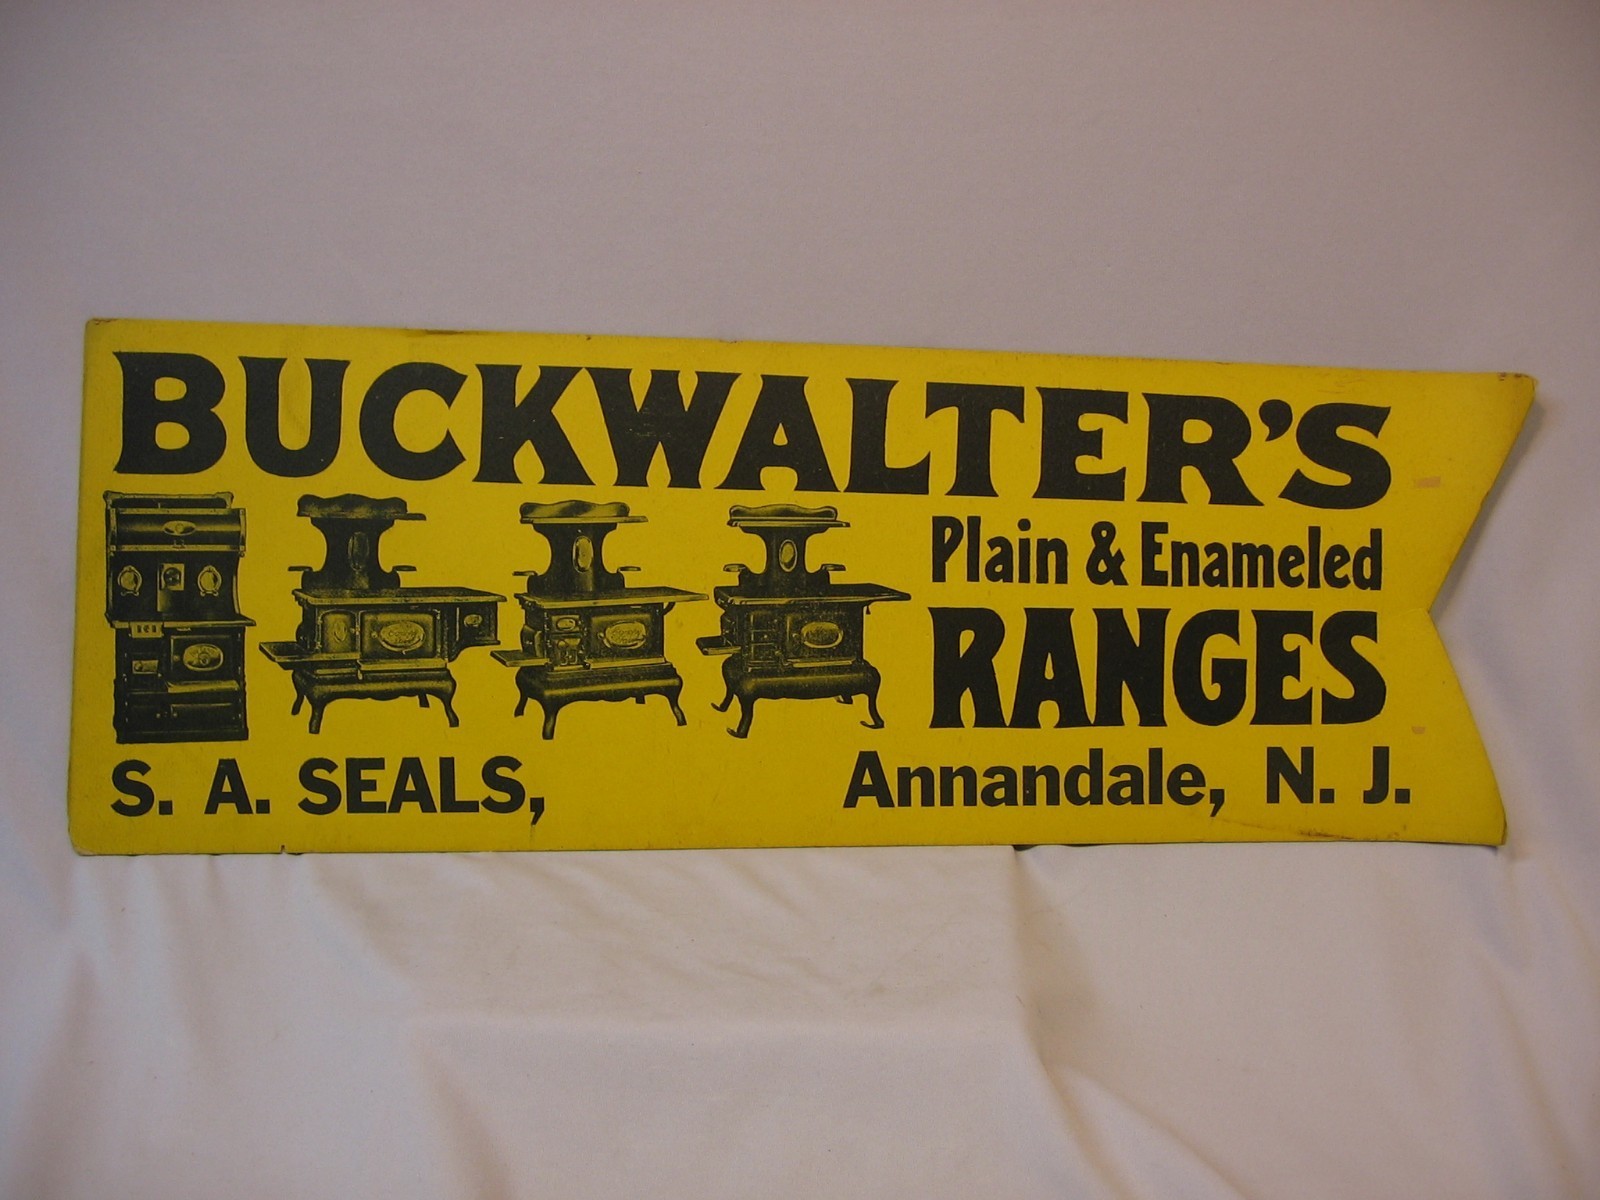 BUCKWALTER'S
Plain & Enameled
RANGES
S. A. SEALS, Annandale, N. J.